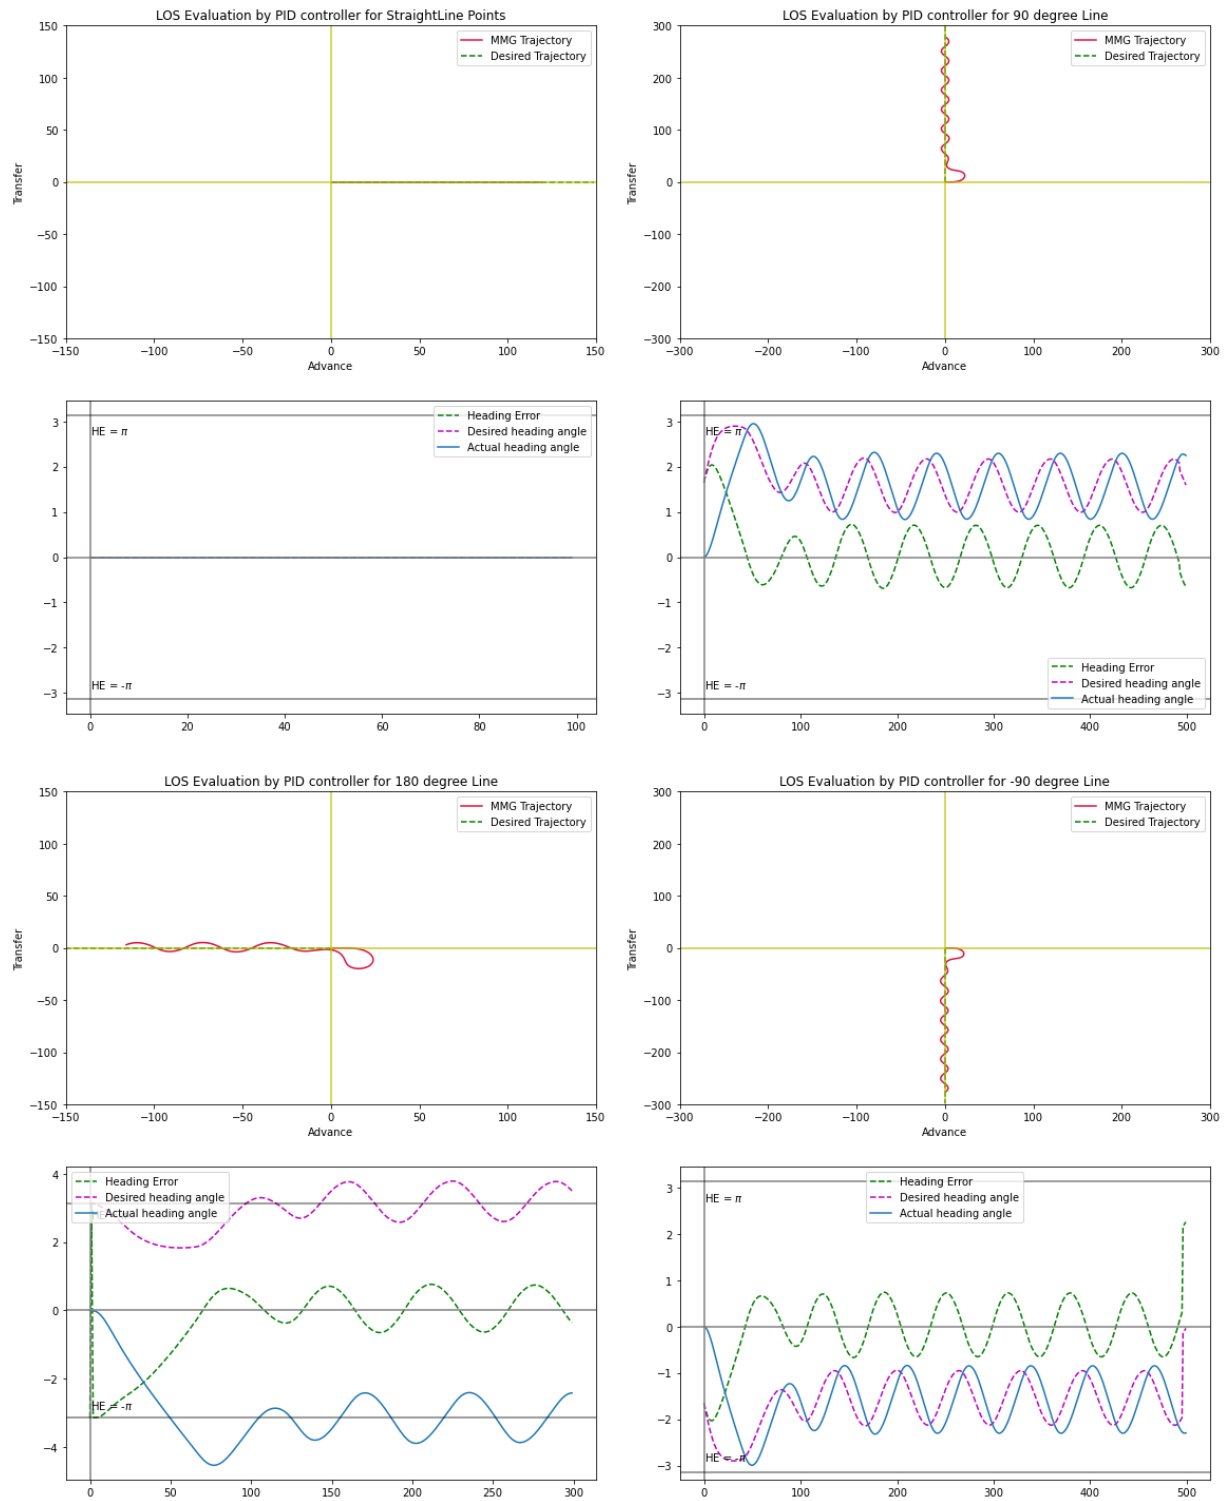 LOS Evaluation by PID controller for StraightLine Points
150
100
50
0
−50
−100
−150
Transfer
−150 −100 −50 0 50 100 150
Advance
MMG Trajectory
Desired Trajectory
LOS Evaluation by PID controller for 90 degree Line
300
200
100
0
−100
−200
−300
Transfer
−300 −200 −100 0 100 200 300
Advance
MMG Trajectory
Desired Trajectory
3
2
1
0
−1
−2
−3
HE = π
HE = -π
Heading Error
Desired heading angle
Actual heading angle
0 20 40 60 80 100
3
2
1
0
−1
−2
−3
HE = π
HE = -π
Heading Error
Desired heading angle
Actual heading angle
0 100 200 300 400 500
LOS Evaluation by PID controller for 180 degree Line
150
100
50
0
−50
−100
−150
Transfer
−150 −100 −50 0 50 100 150
Advance
MMG Trajectory
Desired Trajectory
LOS Evaluation by PID controller for -90 degree Line
300
200
100
0
−100
−200
−300
Transfer
−300 −200 −100 0 100 200 300
Advance
MMG Trajectory
Desired Trajectory
4
2
0
−2
−4
HE = -π
Heading Error
Desired heading angle
Actual heading angle
0 50 100 150 200 250 300
3
2
1
0
−1
−2
−3
HE = π
HE = -π
Heading Error
Desired heading angle
Actual heading angle
0 100 200 300 400 500